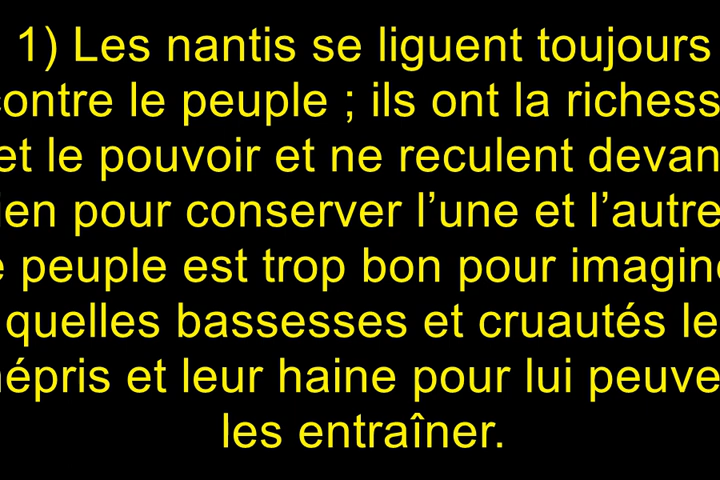 1) Les nantis se liguent toujours
contre le peuple ; ils ont la richess
et le pouvoir et ne reculent devan
ien pour conserver l’une et l’autre
e peuple est trop bon pour imagine
quelles bassesses et cruautés le
népris et leur haine pour lui peuve
les entraîner.